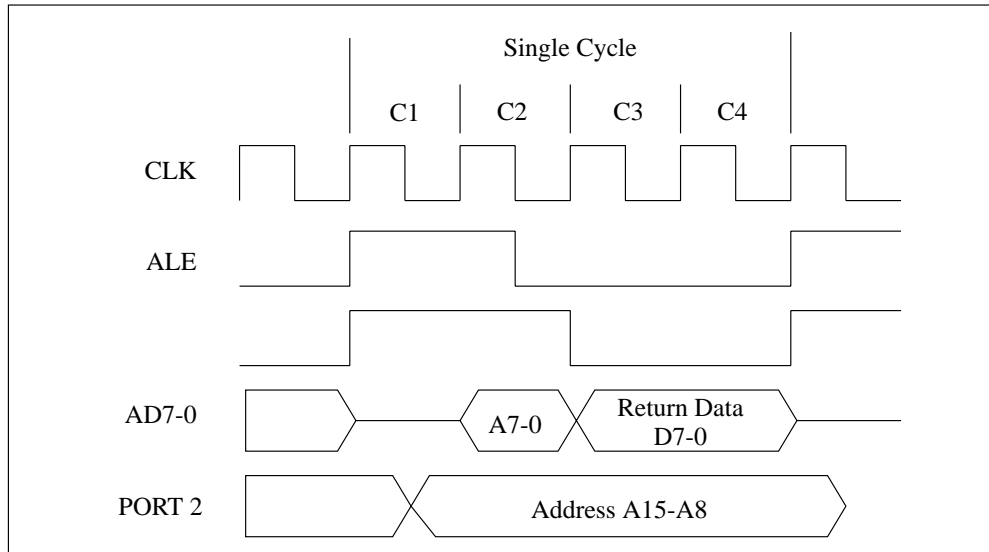 Single Cycle
C1 C2 C3 C4
CLK
ALE
AD7-0 A7-0 Return Data
D7-0
PORT 2 Address A15-A8